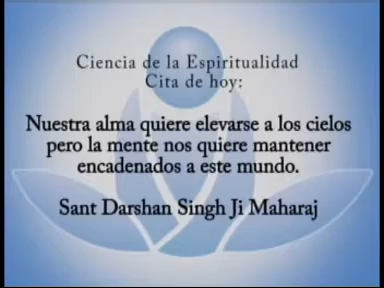 Ciencia de la Espiritualidad
Cita de hoy:
Nuestra alma quiere elevarse a los cielos
pero la mente nos quiere mantener
encadenados a este mundo.
Sant Darshan Singh Ji Maharaj